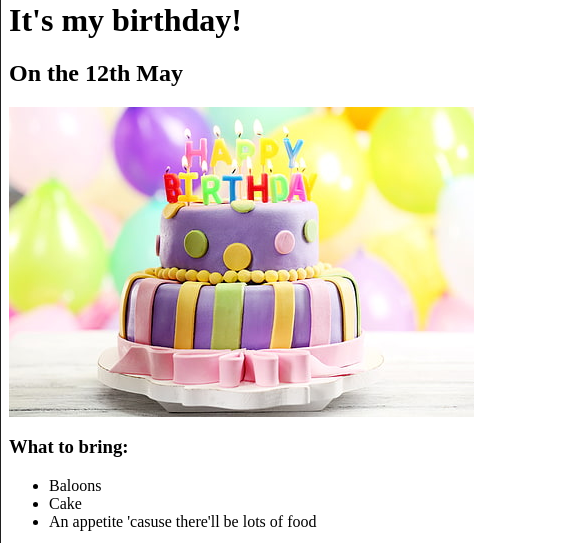 It's my birthday!
On the 12th May
HAPPY
BIRTHDAY
What to bring:
Baloons
Cake
An appetite 'casuse there'll be lots of food